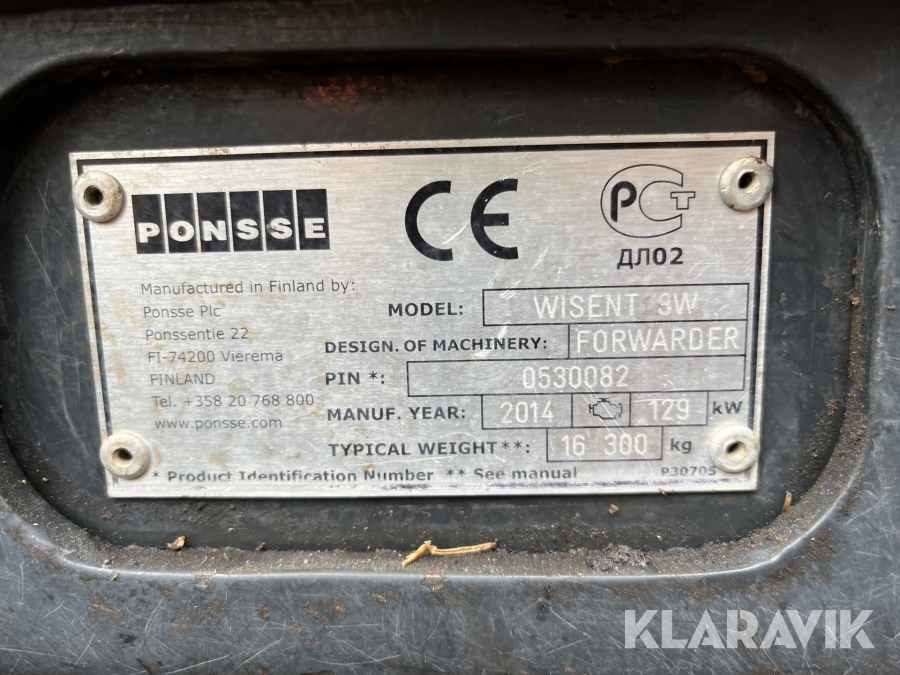 PONSSE
CE
PCT
ДЛ02
Manufactured in Finland by:
Ponsse Plc
Ponssentie 22
FI-74200 Vieremä
FINLAND
Tel. +358 20 768 800
www.ponsse.com
MODEL: WISENT 8W
DESIGN. OF MACHINERY: FORWARDER
PIN *: 0530082
MANUF. YEAR: 2014 129 kW
TYPICAL WEIGHT**: 16 300 kg
* Product Identification Number ** See manual P30705
KLARAVIK